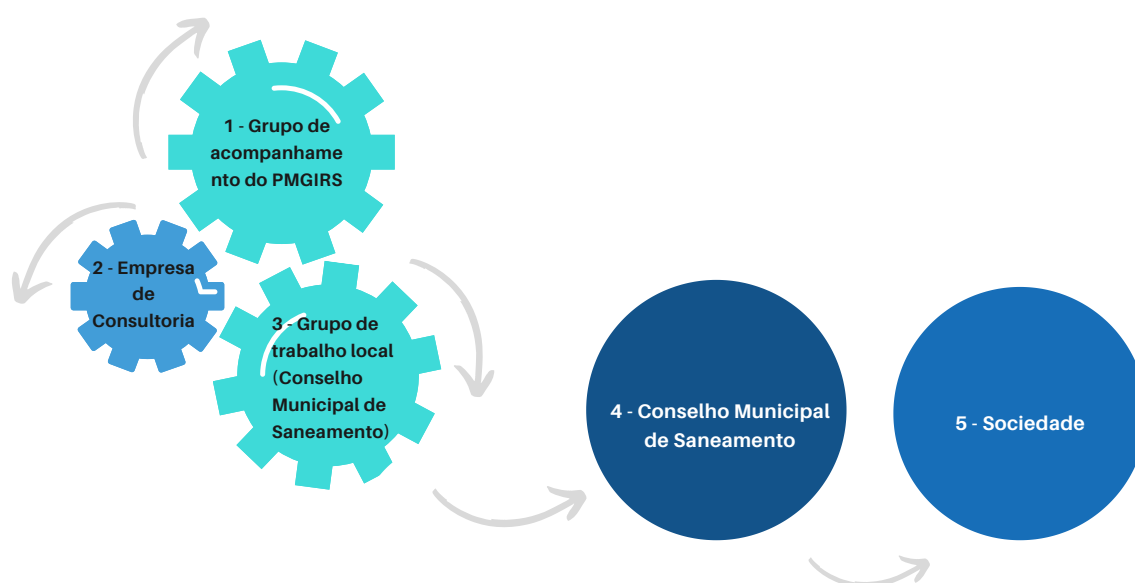 1 - Grupo de
acompanhame
nto do PMGIRS
2 - Empresa
de
Consultoria
3 - Grupo de
trabalho local
(Conselho
Municipal de
Saneamento)
4 - Conselho Municipal
de Saneamento
5 - Sociedade